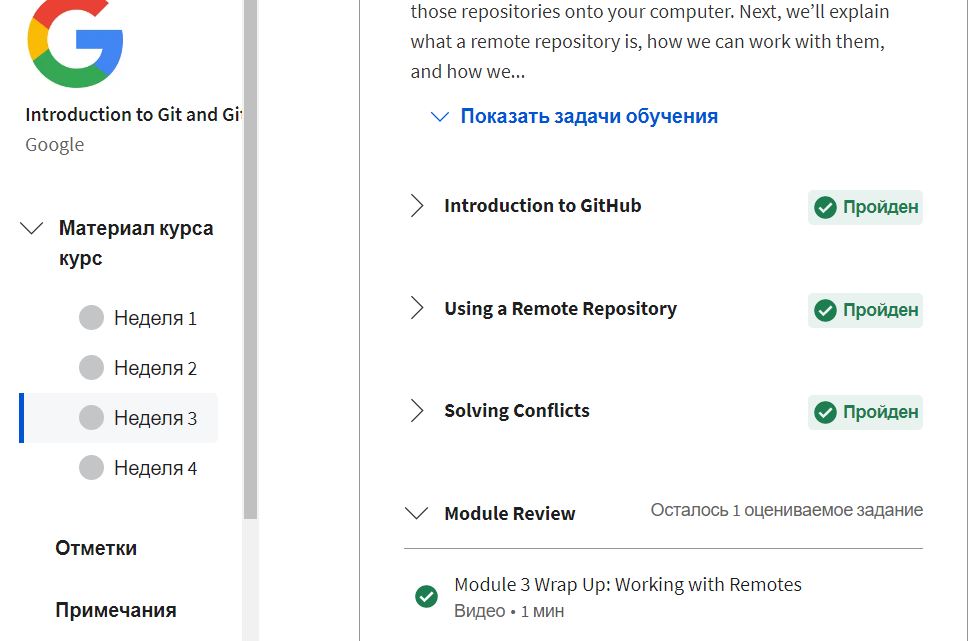 Introduction to Git and Git
Google
Материал курса
курс
Неделя 1
Неделя 2
Неделя 3
Неделя 4
Отметки
Примечания
those repositories onto your computer. Next, we’ll explain
what a remote repository is, how we can work with them,
and how we...
Показать задачи обучения
Introduction to GitHub
Пройден
Using a Remote Repository
Пройден
Solving Conflicts
Пройден
Module Review
Осталось 1 оцениваемое задание
Module 3 Wrap Up: Working with Remotes
Видео • 1 мин